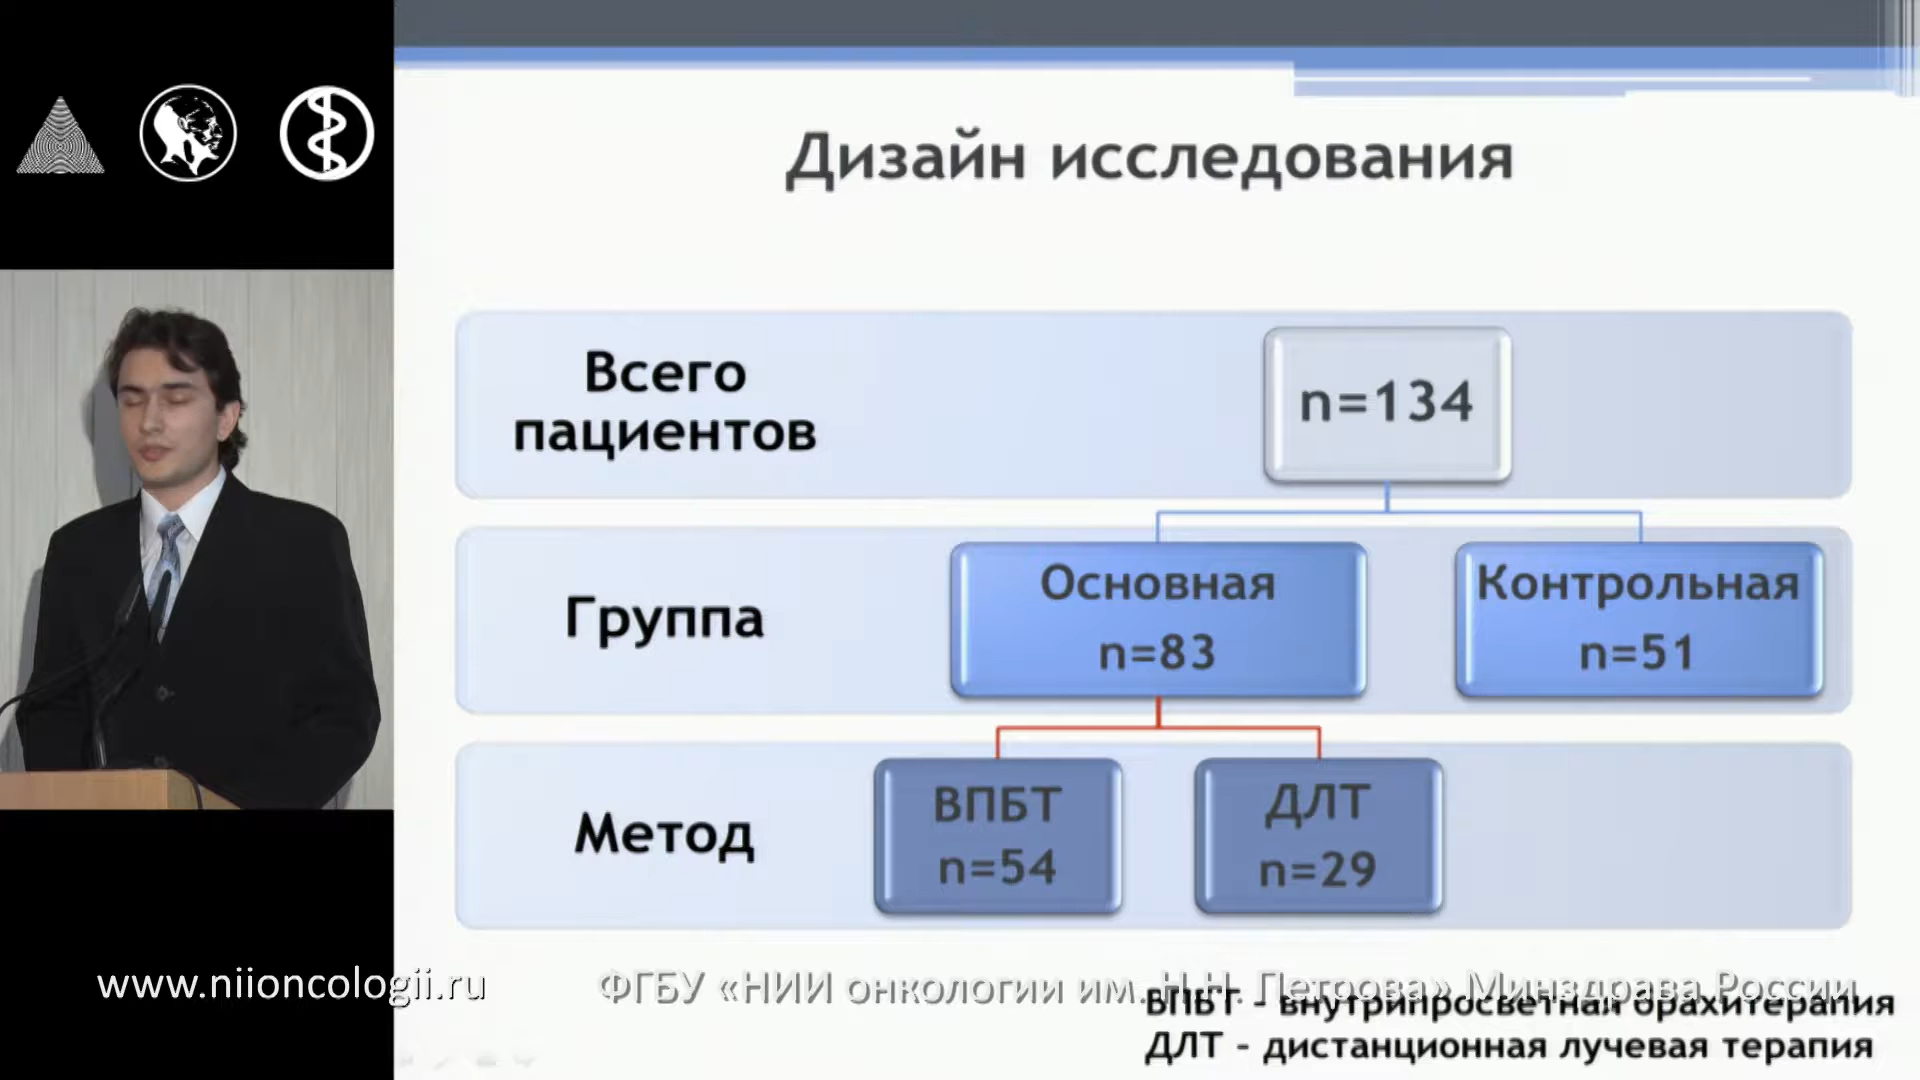 Дизайн исследования
Всего
пациентов
n=134
Группа
Основная
n=83
Контрольная
n=51
Метод
ВПБТ
n=54
ДЛТ
n=29
www.niioncologii.ru
ФГБУ «НИИ онкологии им. Н.Н. Петрова» Минздрава России
ВПБТ - внутрипросветная брахитерапия
ДЛТ - дистанционная лучевая терапия